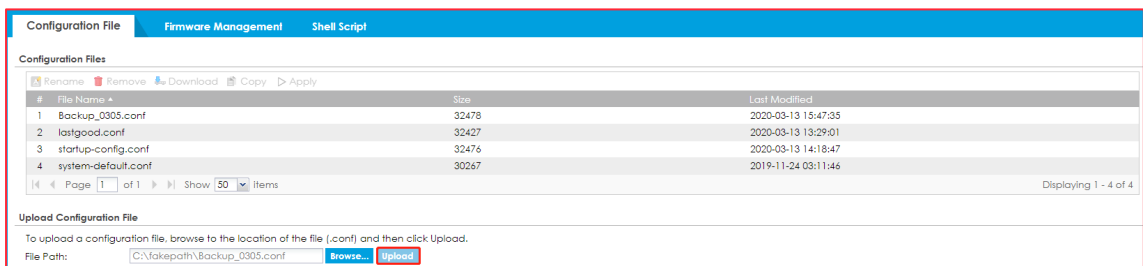 Configuration File Firmware Management Shell Script
Configuration Files
Rename Remove Download Copy Apply
# File Name Size Last Modified
1 Backup_0305.conf 32478 2020-03-13 15:47:35
2 lastgood.conf 32427 2020-03-13 13:29:01
3 startup-config.conf 32476 2020-03-13 14:18:47
4 system-default.conf 30267 2019-11-24 03:11:46
Page 1 of 1 Show 50 items Displaying 1 - 4 of 4
Upload Configuration File
To upload a configuration file, browse to the location of the file (.conf) and then click Upload.
File Path: C:\fakepath\Backup_0305.conf Browse... Upload